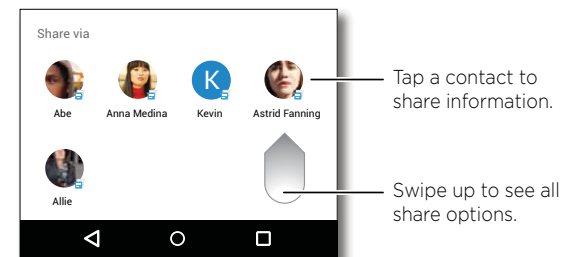 Share via
K
Abe
Anna Medina
Kevin
Astrid Fanning
Tap a contact to
share information.
Allie
Swipe up to see all
share options.